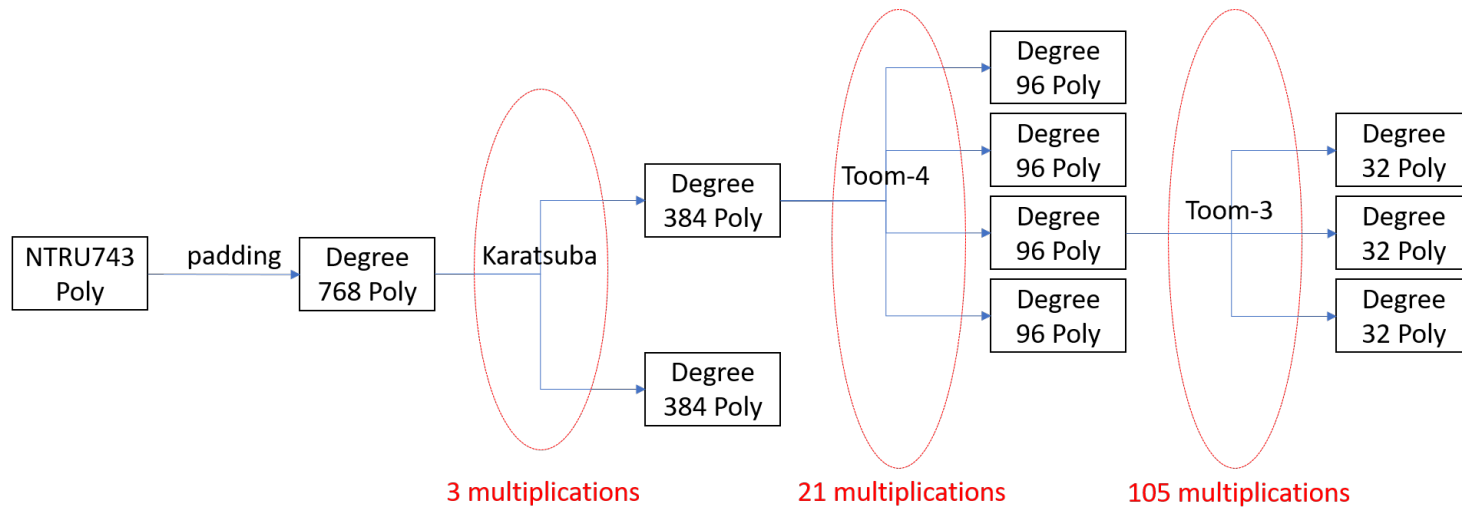 NTRU743
Poly
padding
Degree
768 Poly
Karatsuba
3 multiplications
Degree
384 Poly
Degree
384 Poly
Toom-4
21 multiplications
Degree
96 Poly
Degree
96 Poly
Degree
96 Poly
Degree
96 Poly
Toom-3
105 multiplications
Degree
32 Poly
Degree
32 Poly
Degree
32 Poly